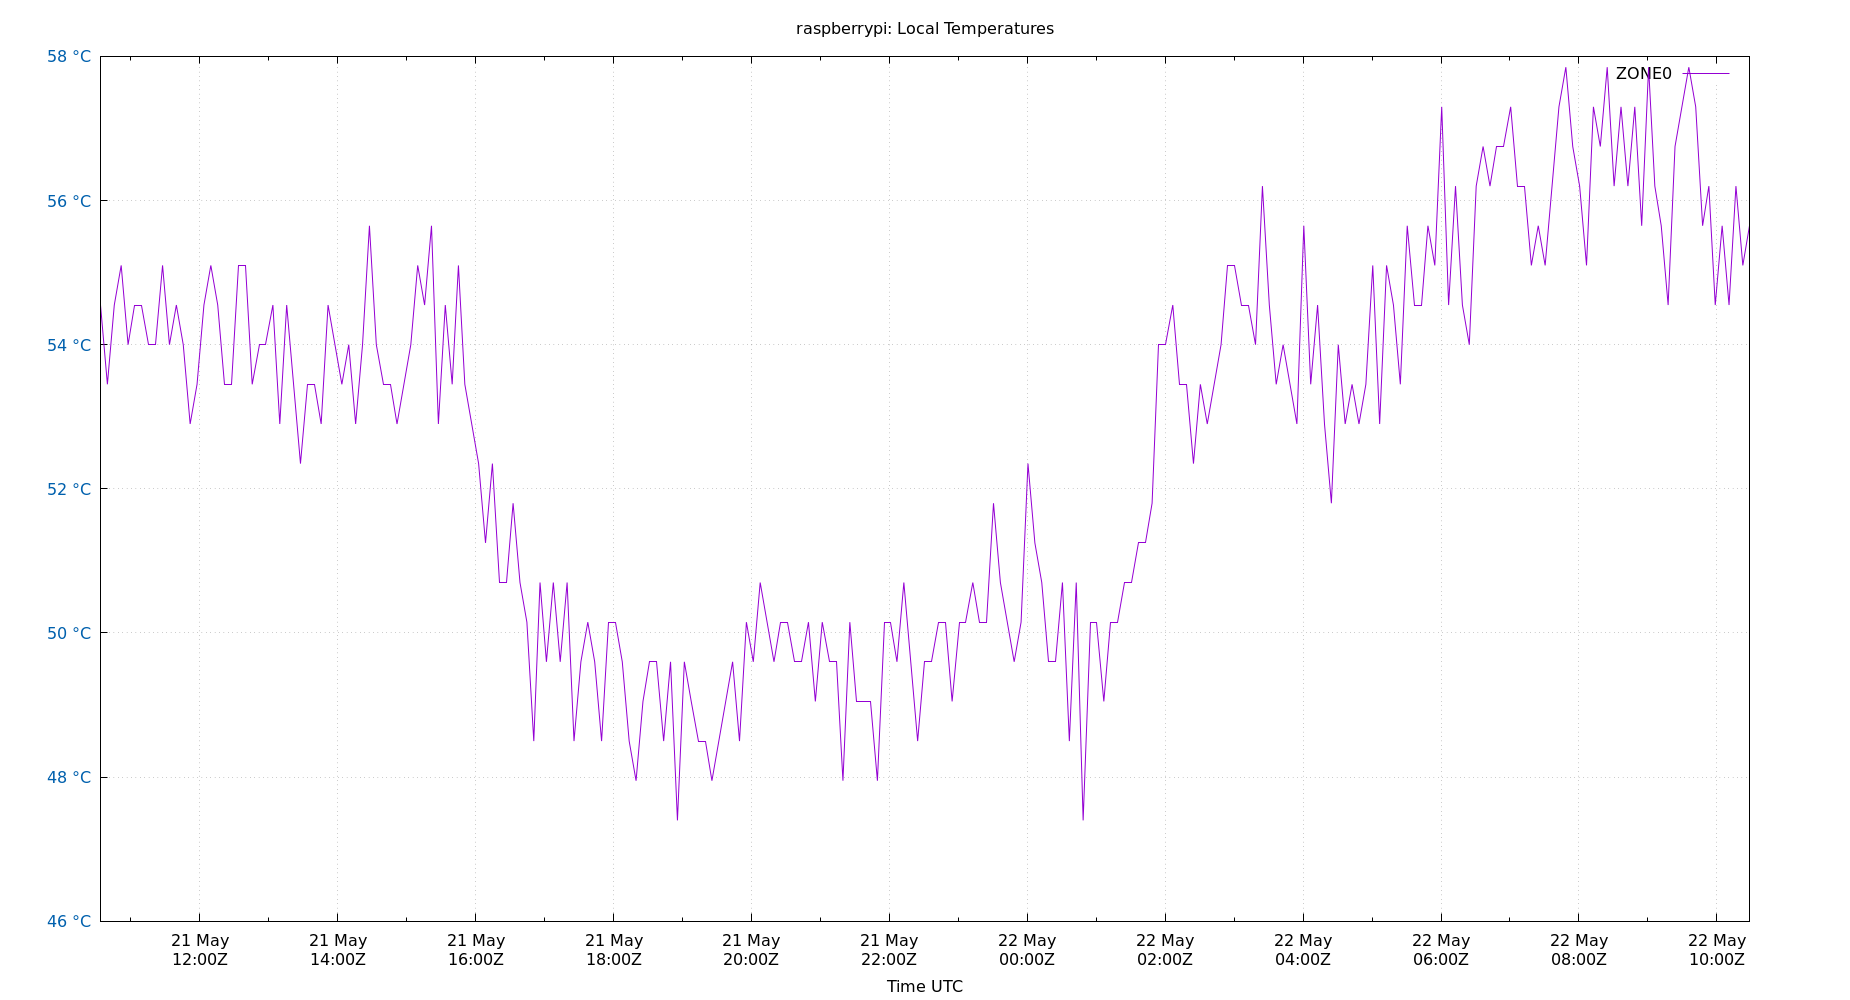 raspberrypi: Local Temperatures
58 °C
ZONE0
56 °C
54 °C
52 °C
50 °C
48 °C
46 °C
21 May 21 May 21 May 21 May 21 May 21 May 22 May 22 May 22 May 22 May 22 May 22 May
12:00Z 14:00Z 16:00Z 18:00Z 20:00Z 22:00Z 00:00Z 02:00Z 04:00Z 06:00Z 08:00Z 10:00Z
Time UTC